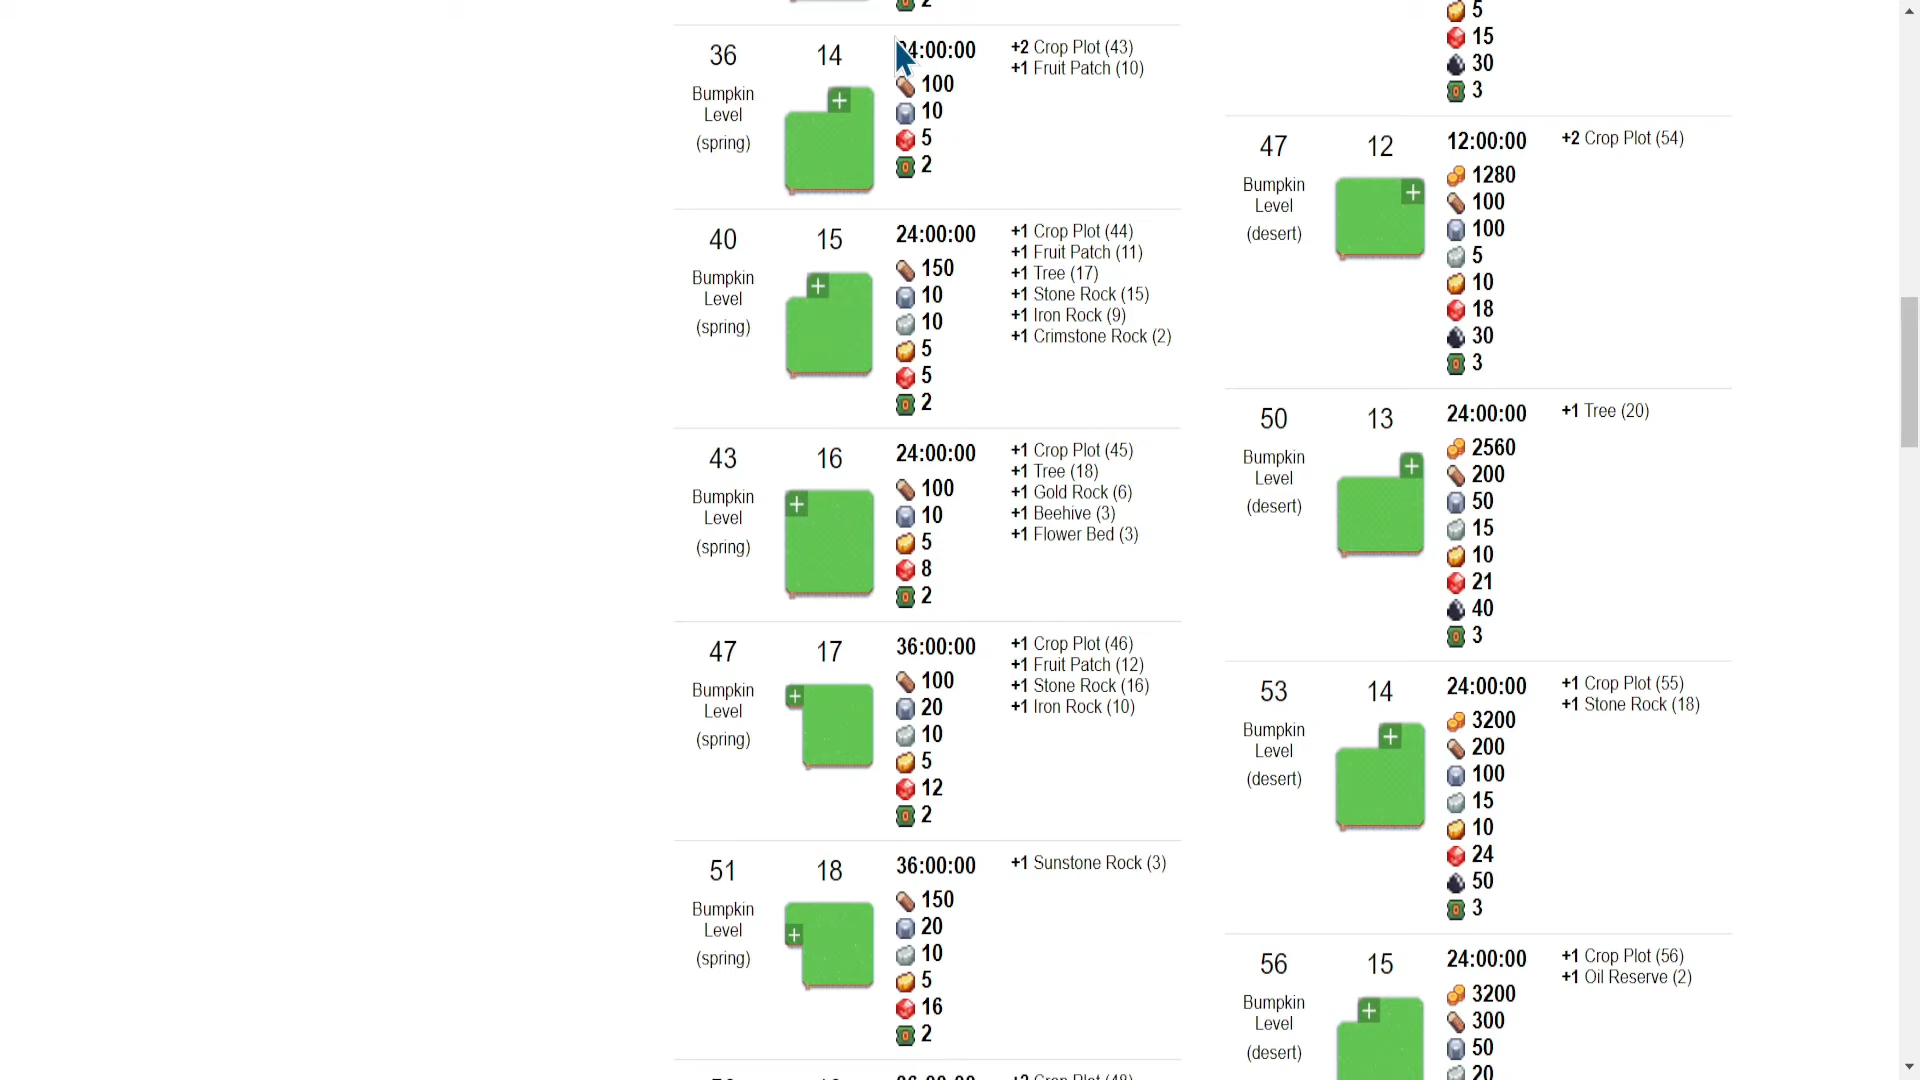 2
36
14
24:00:00
+2 Crop Plot (43)
+1 Fruit Patch (10)
Bumpkin
Level
(spring)
100
10
5
2
40
15
24:00:00
+1 Crop Plot (44)
+1 Fruit Patch (11)
+1 Tree (17)
+1 Stone Rock (15)
+1 Iron Rock (9)
+1 Crimstone Rock (2)
Bumpkin
Level
(spring)
150
10
10
5
5
2
43
16
24:00:00
+1 Crop Plot (45)
+1 Tree (18)
+1 Gold Rock (6)
+1 Beehive (3)
+1 Flower Bed (3)
Bumpkin
Level
(spring)
100
10
5
8
2
47
17
36:00:00
+1 Crop Plot (46)
+1 Fruit Patch (12)
+1 Stone Rock (16)
+1 Iron Rock (10)
Bumpkin
Level
(spring)
100
20
10
5
12
2
51
18
36:00:00
+1 Sunstone Rock (3)
Bumpkin
Level
(spring)
150
20
10
5
16
2
+2 Crop Plot (48)
5
15
30
3
47
12
12:00:00
+2 Crop Plot (54)
Bumpkin
Level
(desert)
1280
100
100
5
10
18
30
3
50
13
24:00:00
+1 Tree (20)
Bumpkin
Level
(desert)
2560
200
50
15
10
21
40
3
53
14
24:00:00
+1 Crop Plot (55)
+1 Stone Rock (18)
Bumpkin
Level
(desert)
3200
200
100
15
10
24
50
3
56
15
24:00:00
+1 Crop Plot (56)
+1 Oil Reserve (2)
Bumpkin
Level
(desert)
3200
300
50
20